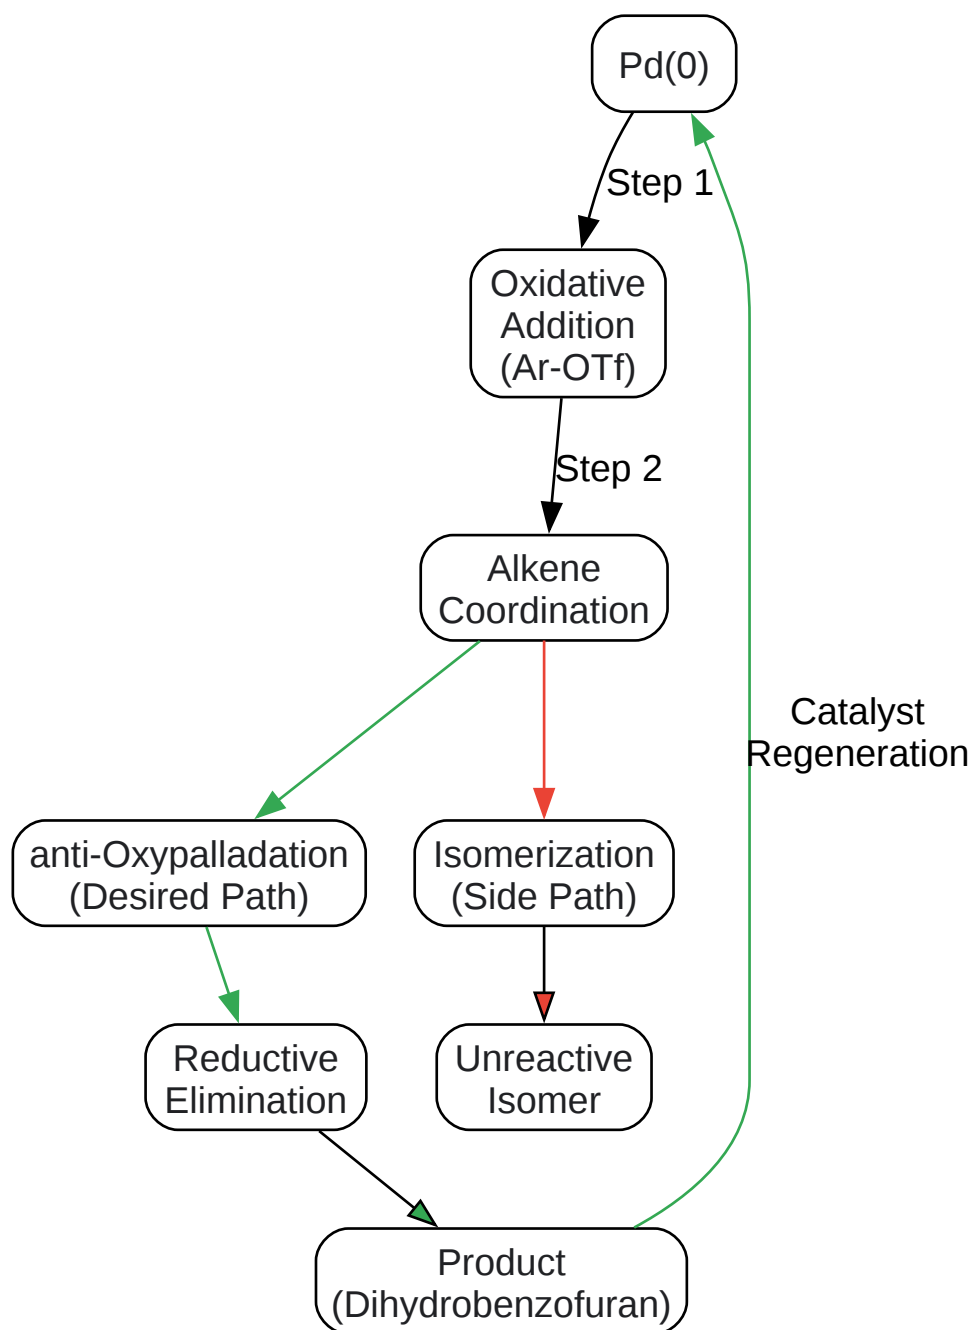 Pd(0)
Step 1
Oxidative
Addition
(Ar-OTf)
Step 2
Alkene
Coordination
Catalyst
Regeneration
anti-Oxypalladation
(Desired Path)
Isomerization
(Side Path)
Reductive
Elimination
Unreactive
Isomer
Product
(Dihydrobenzofuran)